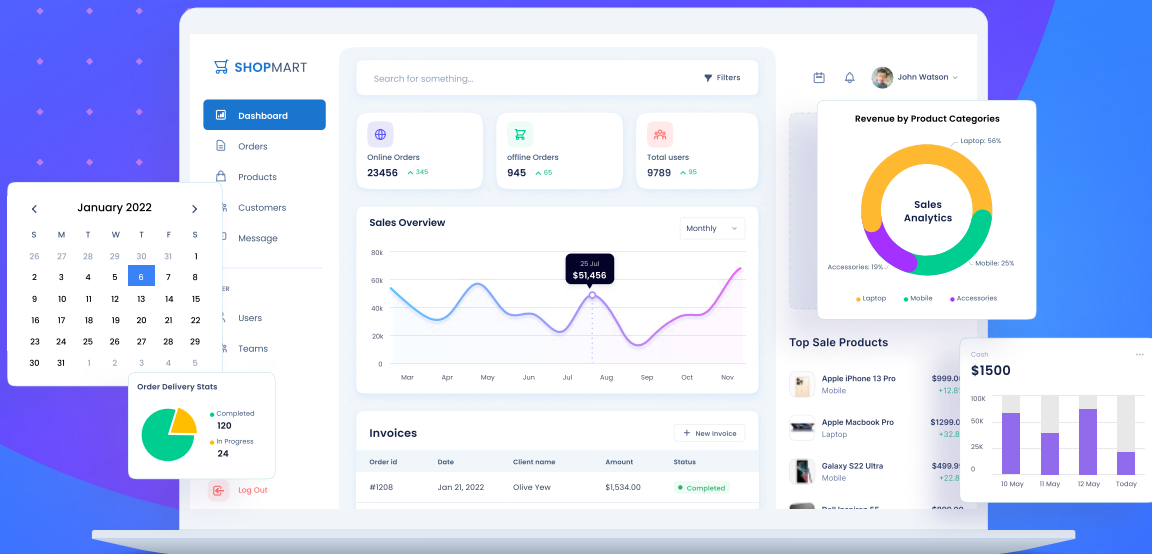 SHOPMART
Dashboard
Orders
Products
Customers
Message
Users
Teams
Log Out
January 2022
S M T W T F S
26 27 28 29 30 31 1
2 3 4 5 6 7 8
9 10 11 12 13 14 15
16 17 18 19 20 21 22
23 24 25 26 27 28 29
30 31 1 2 3 4 5
Order Delivery Stats
Completed
120
In Progress
24
Search for something...
Filters
Online Orders
23456 345
offline Orders
945 65
Total users
9789 95
Sales Overview
Monthly
80k
60k
40k
20k
0
25 Jul
$51,456
Mar Apr May Jun Jul Aug Sep Oct Nov
Invoices
+ New Invoice
Order id Date Client name Amount Status
#1208 Jan 21, 2022 Olive Yew $1,534.00 Completed
John Watson
Revenue by Product Categories
Laptop: 56%
Sales
Analytics
Accessories: 19%
Mobile: 25%
Laptop Mobile Accessories
Top Sale Products
Apple iPhone 13 Pro
Mobile
Apple Macbook Pro
Laptop
Galaxy S22 Ultra
Mobile
Cash
$1500
100K
50K
25K
0
10 May 11 May 12 May Today